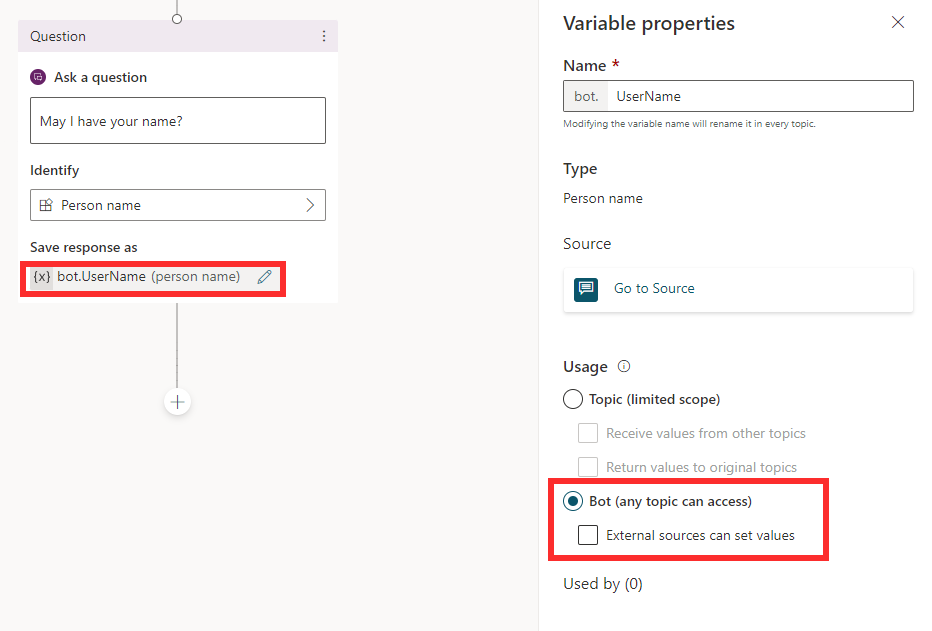 Question
Ask a question
May I have your name?
Identify
Person name
Save response as
{x} bot.UserName (person name)
Variable properties
Name *
bot. UserName
Modifying the variable name will rename it in every topic.
Type
Person name
Source
Go to Source
Usage
Topic (limited scope)
Receive values from other topics
Return values to original topics
Bot (any topic can access)
External sources can set values
Used by (0)